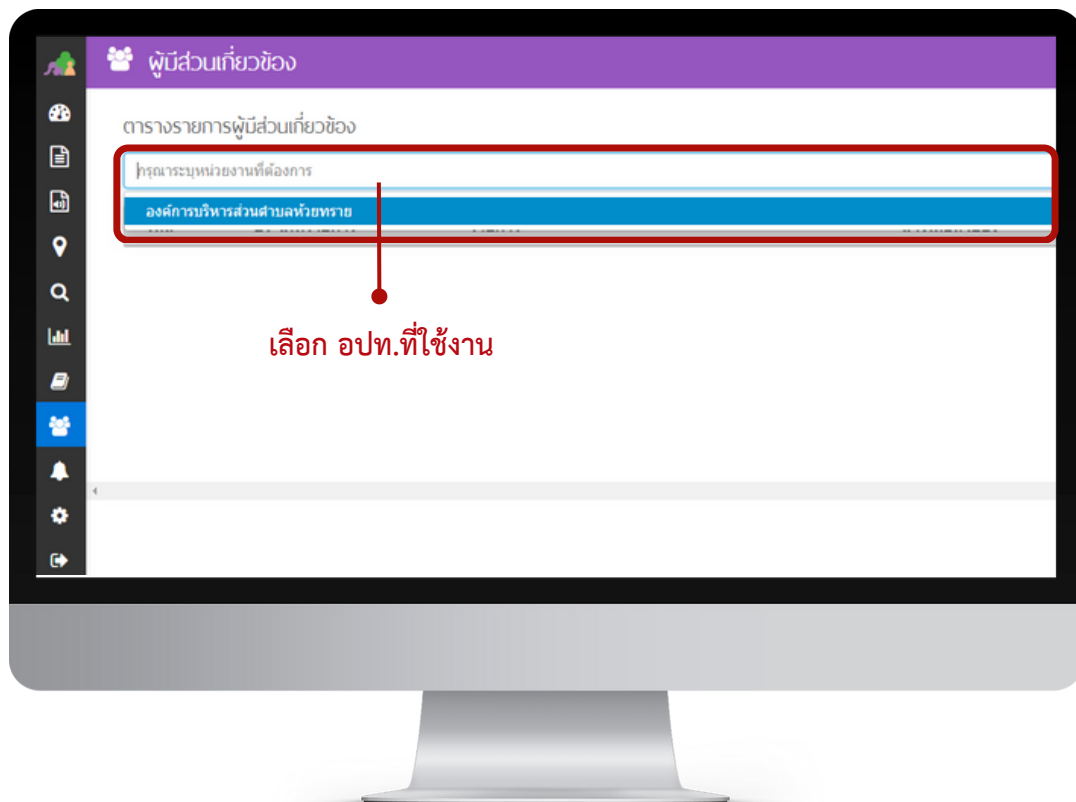 ผู้มีส่วนเกี่ยวข้อง
ตารางรายการผู้มีส่วนเกี่ยวข้อง
กรุณาระบุหน่วยงานที่ต้องการ
องค์การบริหารส่วนตำบลห้วยทราย
เลือก อปท.ที่ใช้งาน